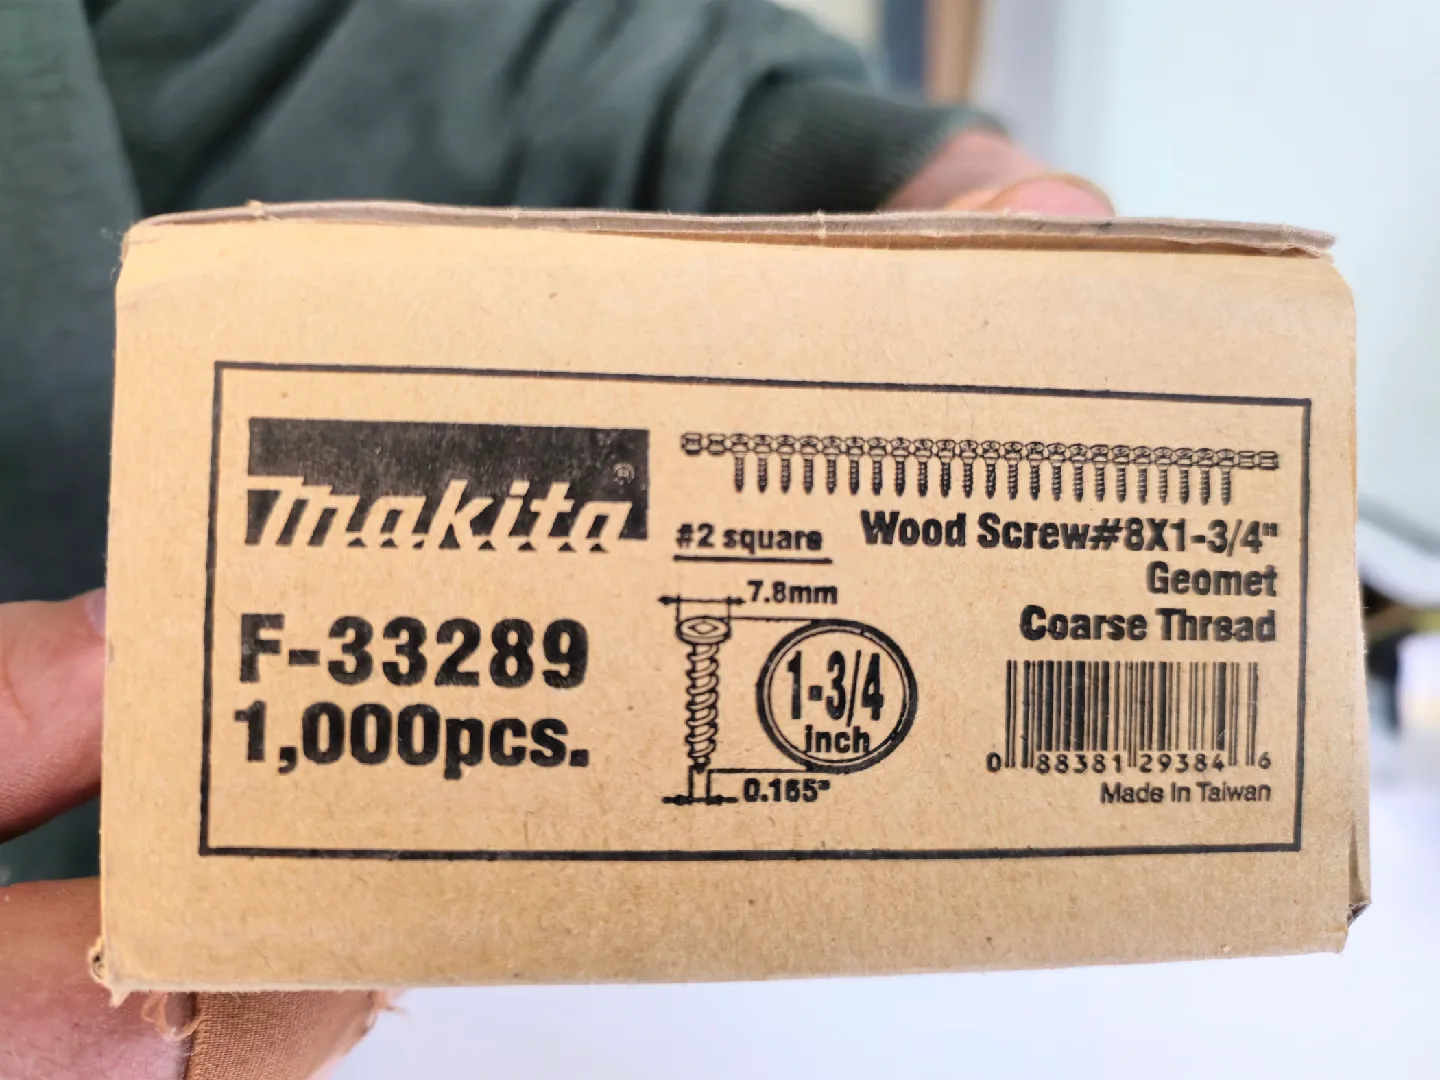 makita®
F-33289
1,000pcs.
#2 square
7.8mm
1-3/4
inch
0.165"
Wood Screw#8X1-3/4"
Geomet
Coarse Thread
0 88381 29384 6
Made In Taiwan